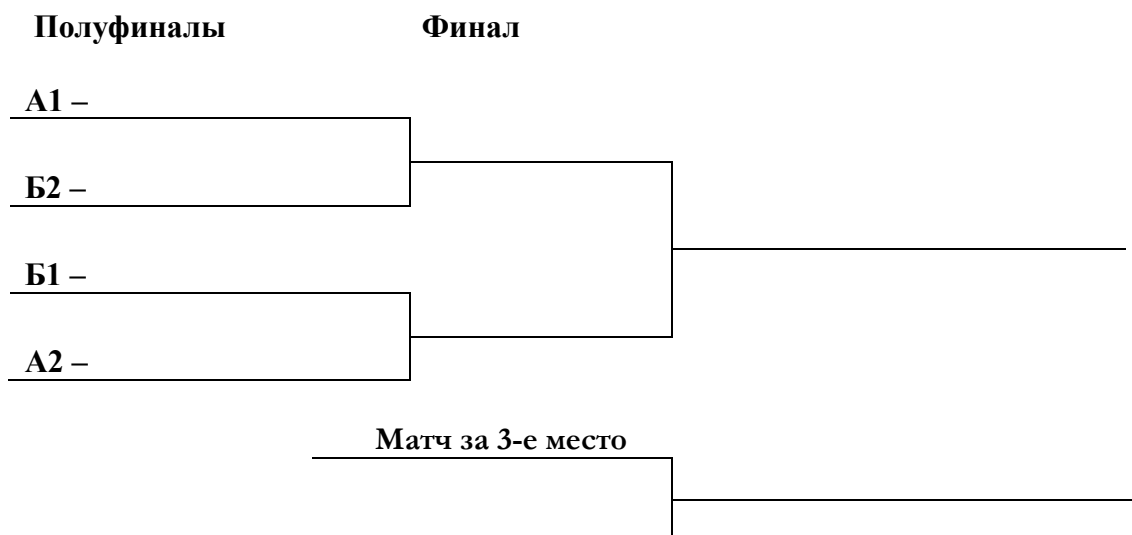 Полуфиналы Финал
А1 –
Б2 –
Б1 –
А2 –
Матч за 3-е место